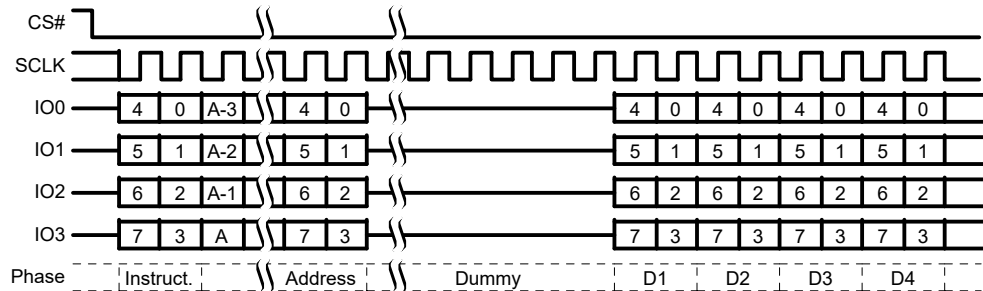 CS#
SCLK
IO0 4 0 A-3 4 0 4 0 4 0 4 0 4 0
IO1 5 1 A-2 5 1 5 1 5 1 5 1 5 1
IO2 6 2 A-1 6 2 6 2 6 2 6 2 6 2
IO3 7 3 A 7 3 7 3 7 3 7 3 7 3
Phase Instruct. Address Dummy D1 D2 D3 D4